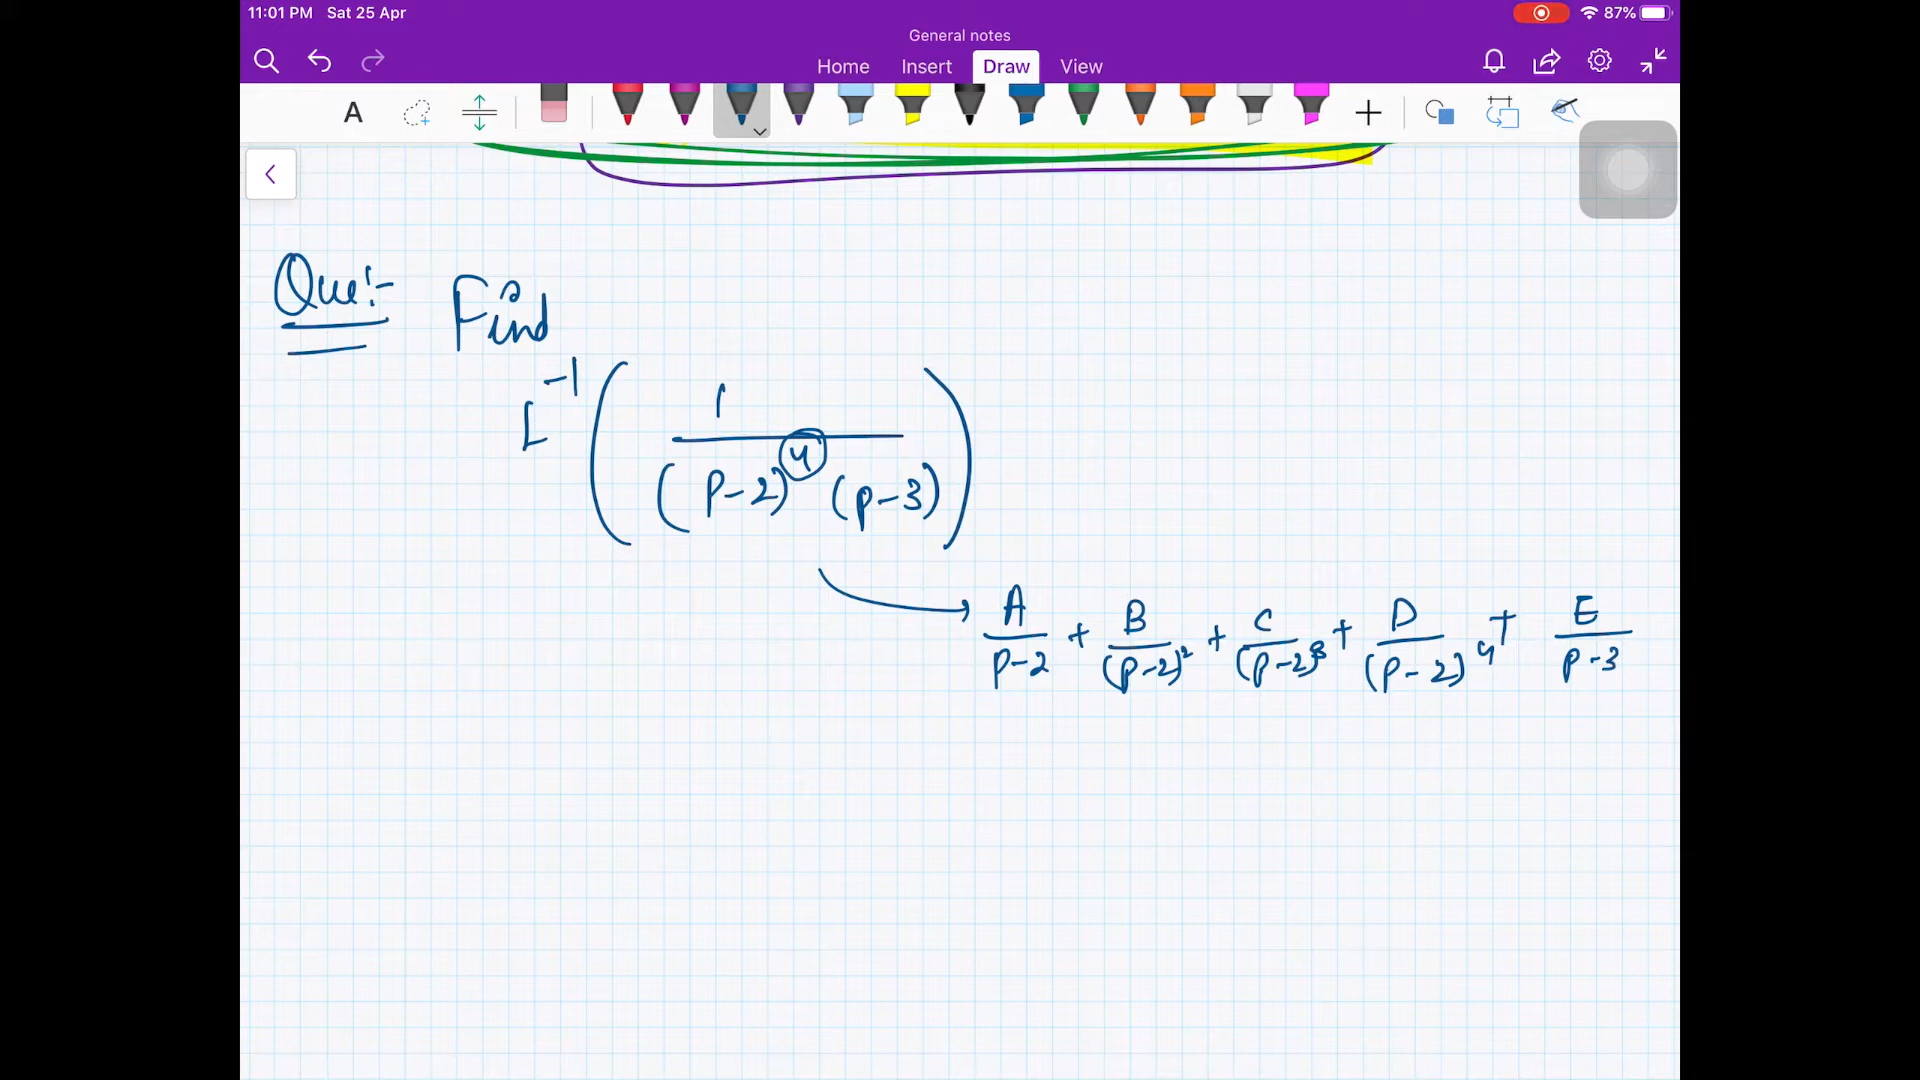 11:01 PM Sat 25 Apr 87%
General notes
Home Insert Draw View
A
Que:- Find
L^{-1} ( 1 / ((p-2)^4 (p-3)) )
A/(p-2) + B/(p-2)^2 + C/(p-2)^3 + D/(p-2)^4 + E/(p-3)